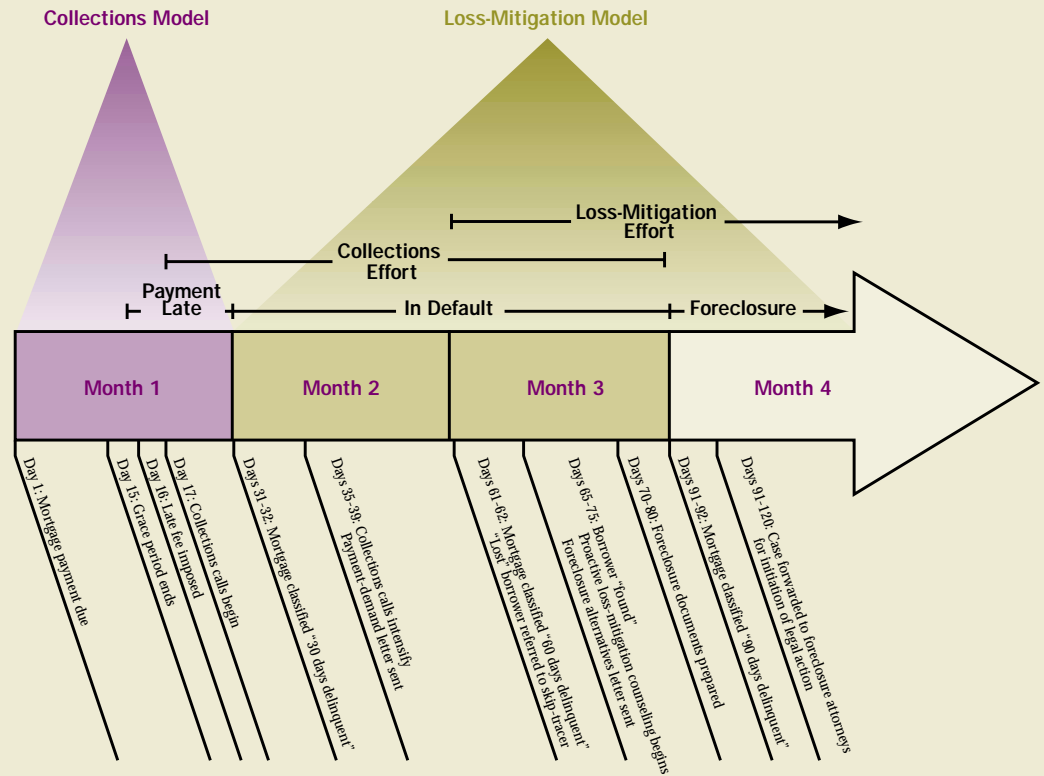 Collections Model
Loss-Mitigation Model
Loss-Mitigation
Effort
Collections
Effort
Payment
Late
In Default
Foreclosure
Month 1
Month 2
Month 3
Month 4
Day 1: Mortgage payment due
Day 15: Grace period ends
Day 16: Late fee imposed
Day 17: Collections calls begin
Days 31-32: Mortgage classified “30 days delinquent”
Days 35-39: Collections calls intensify
Payment-demand letter sent
Days 61-62: Mortgage classified “60 days delinquent”
“Lost” borrower referred to skip-tracer
Days 65-75: Borrower “found”
Proactive loss-mitigation counseling begins
Foreclosure alternatives letter sent
Days 70-80: Foreclosure documents prepared
Days 91-92: Mortgage classified “90 days delinquent”
Days 91-120: Case forwarded to foreclosure attorneys
for initiation of legal action